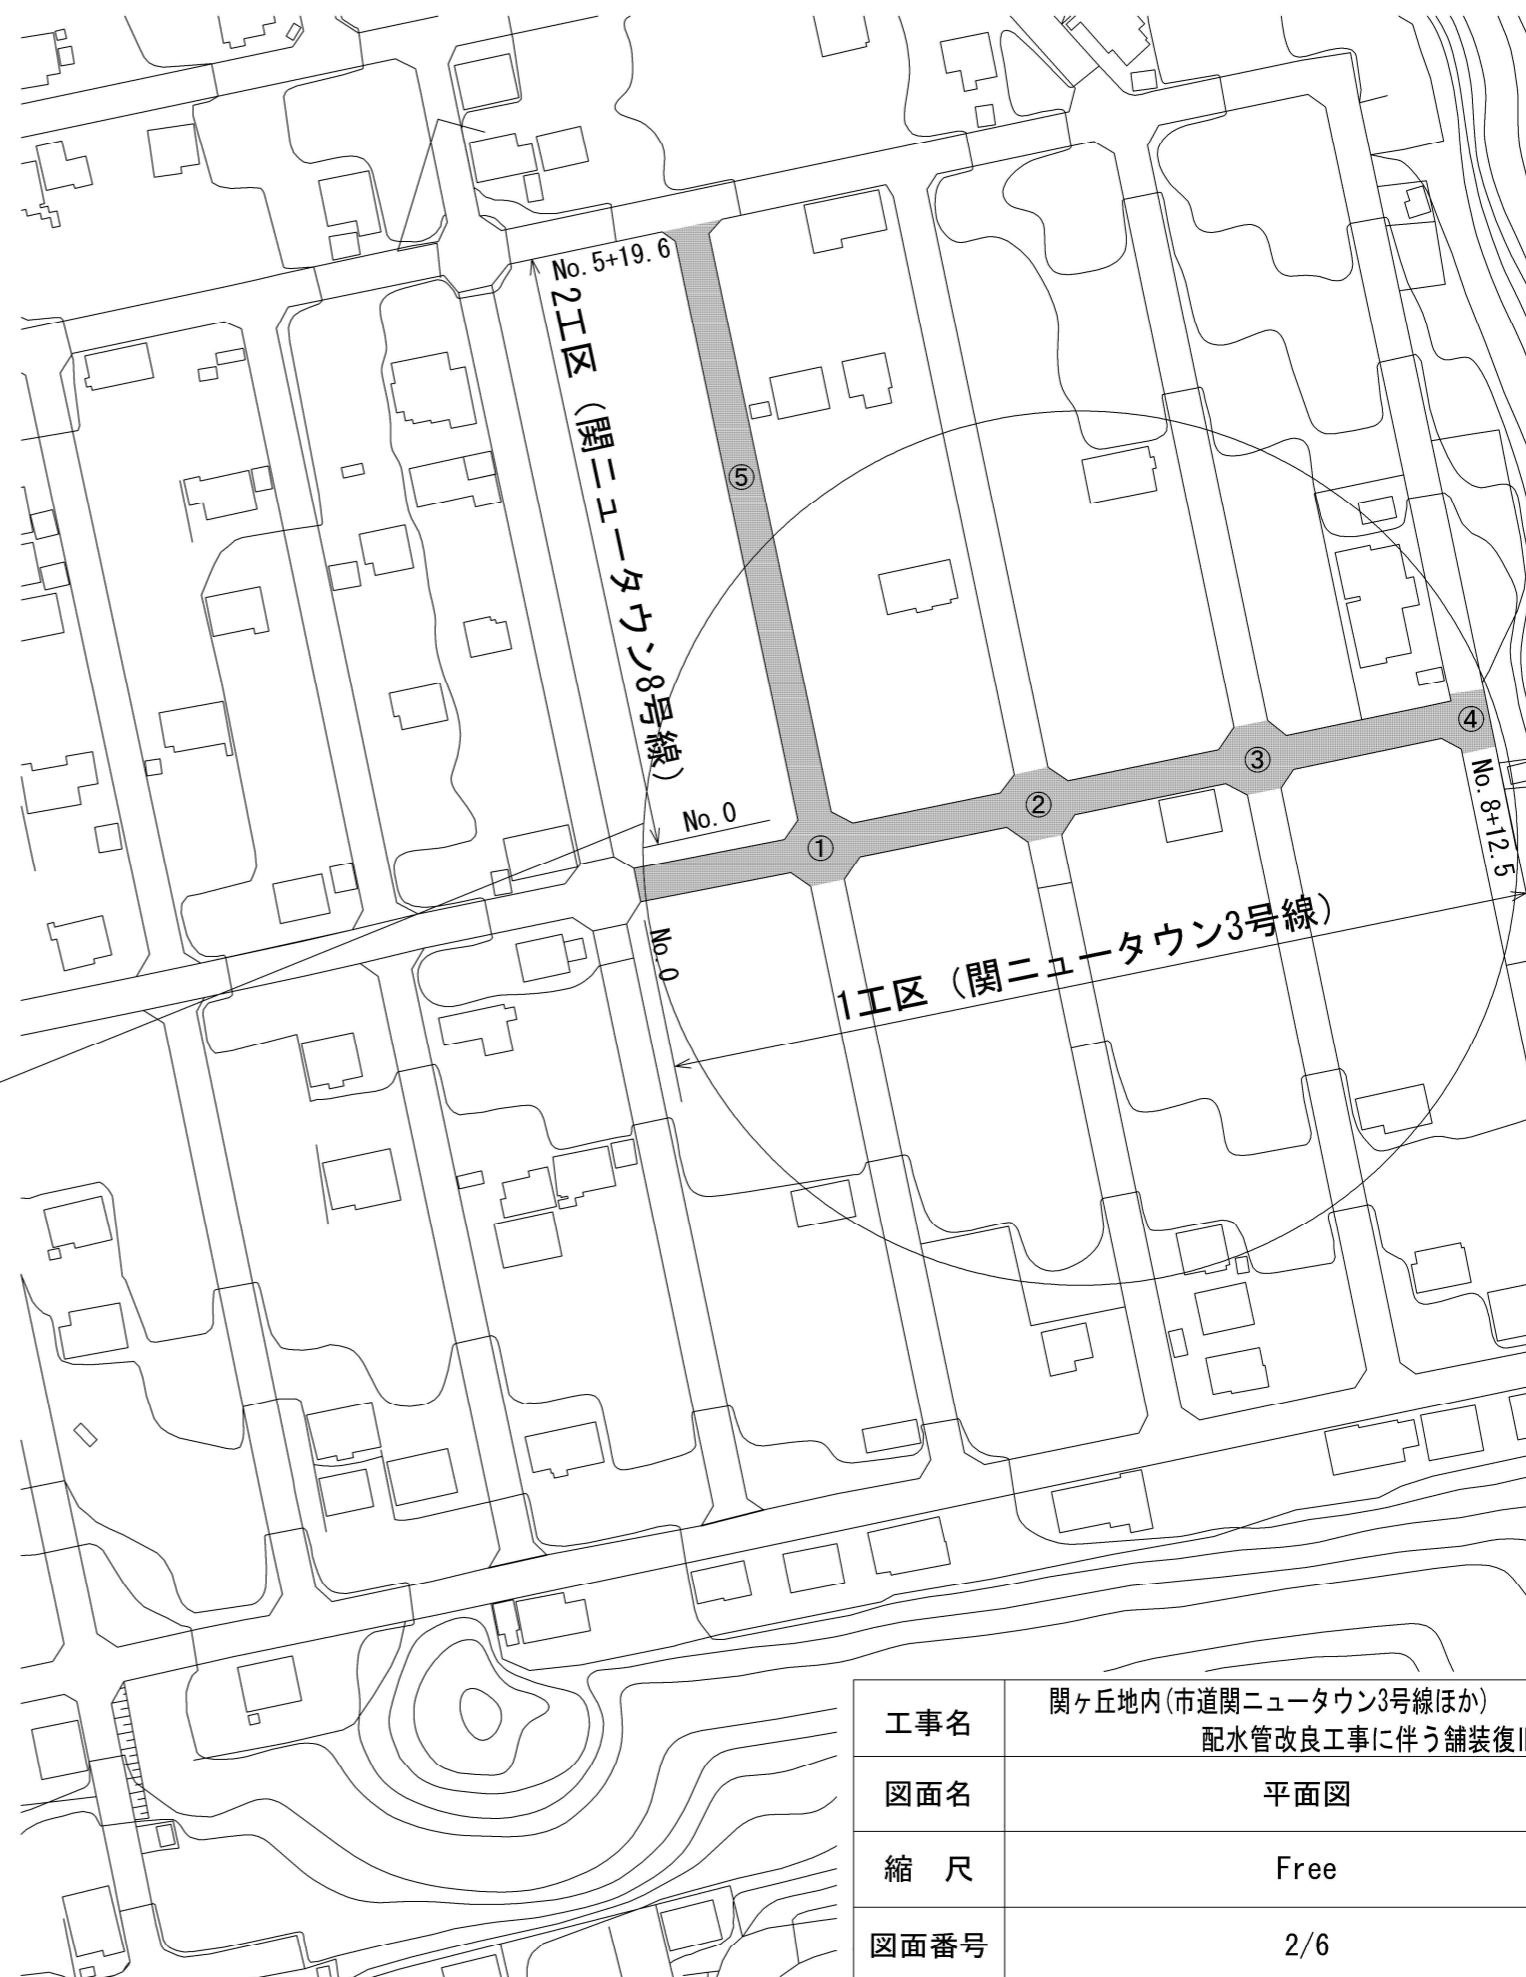 No.5+19.6
2工区 (関ニュータウン8号線)
⑤
④
③
②
①
No.0
No.8+12.5
No.0
1工区 (関ニュータウン3号線)
工事名
関ヶ丘地内(市道関ニュータウン3号線ほか)
配水管改良工事に伴う舗装復
図面名
平面図
縮 尺
Free
図面番号
2/6